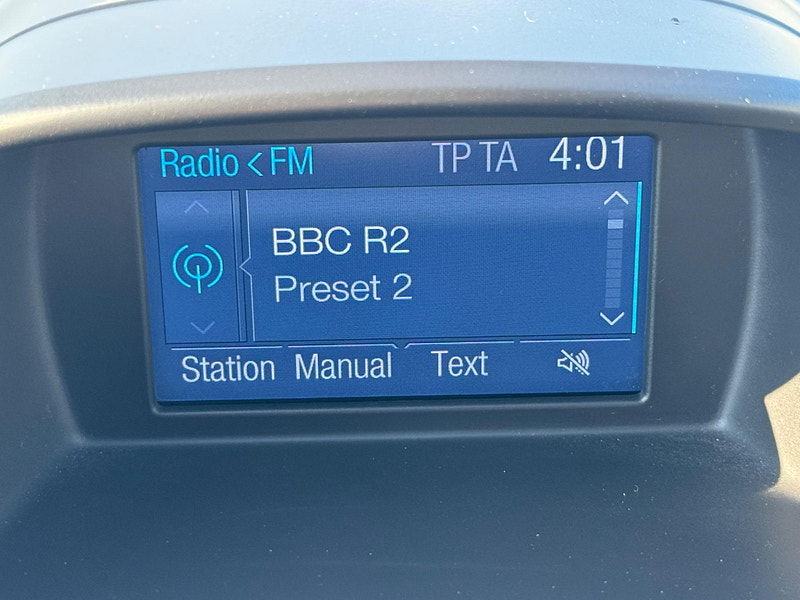 Radio < FM TP TA 4:01
BBC R2
Preset 2
Station Manual Text